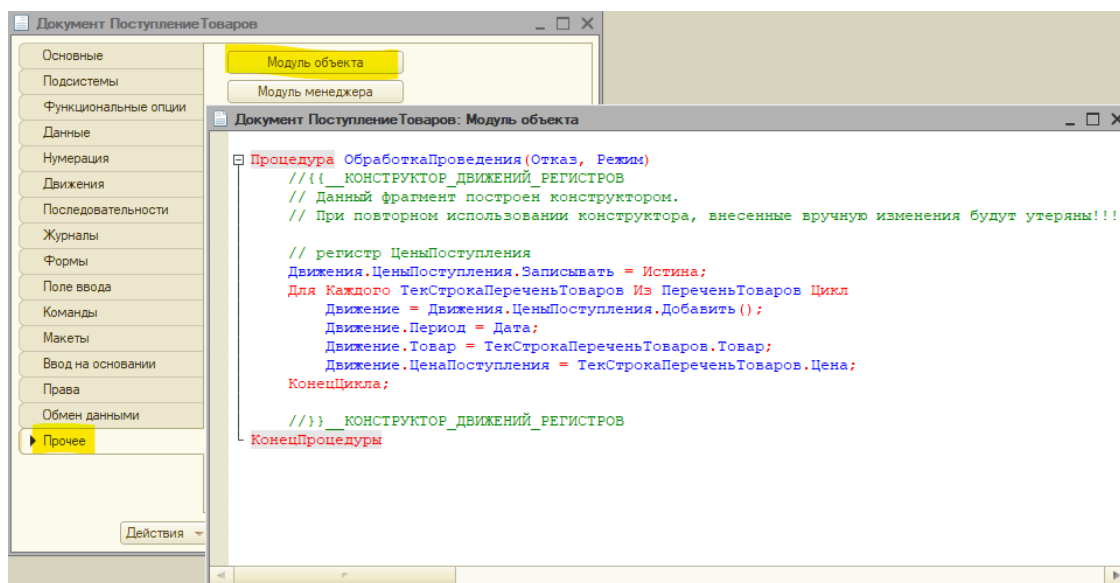 Документ ПоступлениеТоваров
Основные
Подсистемы
Функциональные опции
Данные
Нумерация
Движения
Последовательности
Журналы
Формы
Поле ввода
Команды
Макеты
Ввод на основании
Права
Обмен данными
Прочее
Действия
Модуль объекта
Модуль менеджера
Документ ПоступлениеТоваров: Модуль объекта
Процедура ОбработкаПроведения(Отказ, Режим)
//{{__КОНСТРУКТОР_ДВИЖЕНИЙ_РЕГИСТРОВ
// Данный фрагмент построен конструктором.
// При повторном использовании конструктора, внесенные вручную изменения будут утеряны!!!
// регистр ЦеныПоступления
Движения.ЦеныПоступления.Записывать = Истина;
Для Каждого ТекСтрокаПереченьТоваров Из ПереченьТоваров Цикл
Движение = Движения.ЦеныПоступления.Добавить();
Движение.Период = Дата;
Движение.Товар = ТекСтрокаПереченьТоваров.Товар;
Движение.ЦенаПоступления = ТекСтрокаПереченьТоваров.Цена;
КонецЦикла;
//}}__КОНСТРУКТОР_ДВИЖЕНИЙ_РЕГИСТРОВ
КонецПроцедуры